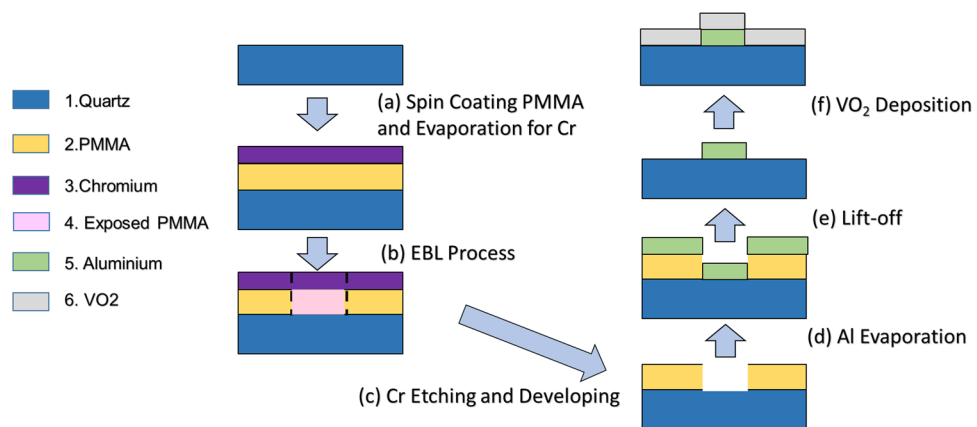 1.Quartz
2.PMMA
3.Chromium
4. Exposed PMMA
5. Aluminium
6. VO2
(a) Spin Coating PMMA
and Evaporation for Cr
(b) EBL Process
(c) Cr Etching and Developing
(d) Al Evaporation
(e) Lift-off
(f) VO₂ Deposition